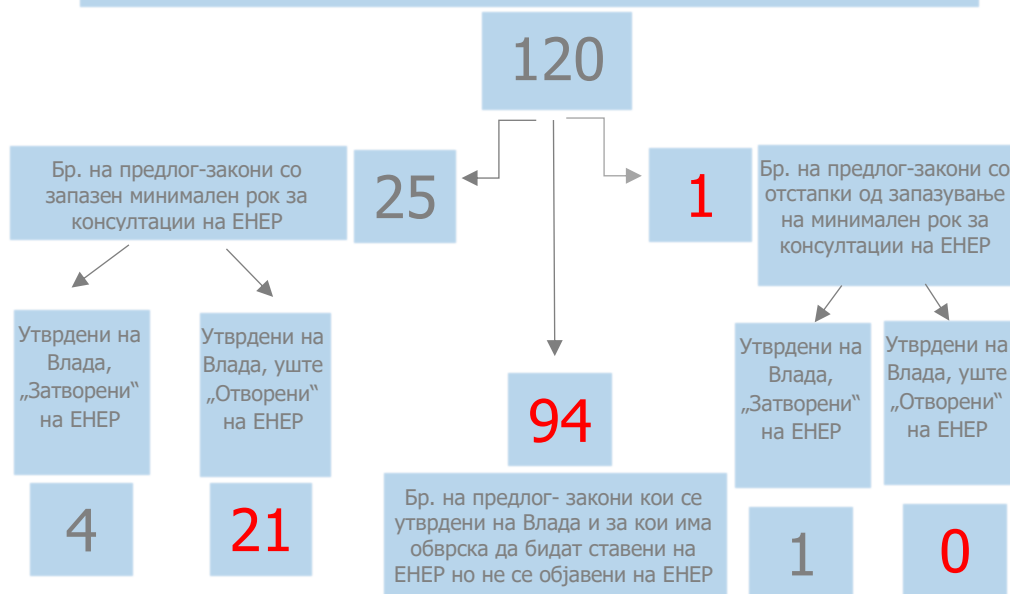 120
Бр. на предлог-закони со
запазен минимален рок за
консултации на ЕНЕР
25
1
Бр. на предлог-закони со
отстапки од запазување
на минимален рок за
консултации на ЕНЕР
Утврдени на
Влада,
„Затворени“
на ЕНЕР
Утврдени на
Влада, уште
„Отворени“
на ЕНЕР
4
21
94
Бр. на предлог- закони кои се
утврдени на Влада и за кои има
обврска да бидат ставени на
ЕНЕР но не се објавени на ЕНЕР
Утврдени на
Влада,
„Затворени“
на ЕНЕР
Утврдени на
Влада, уште
„Отворени“
на ЕНЕР
1
0